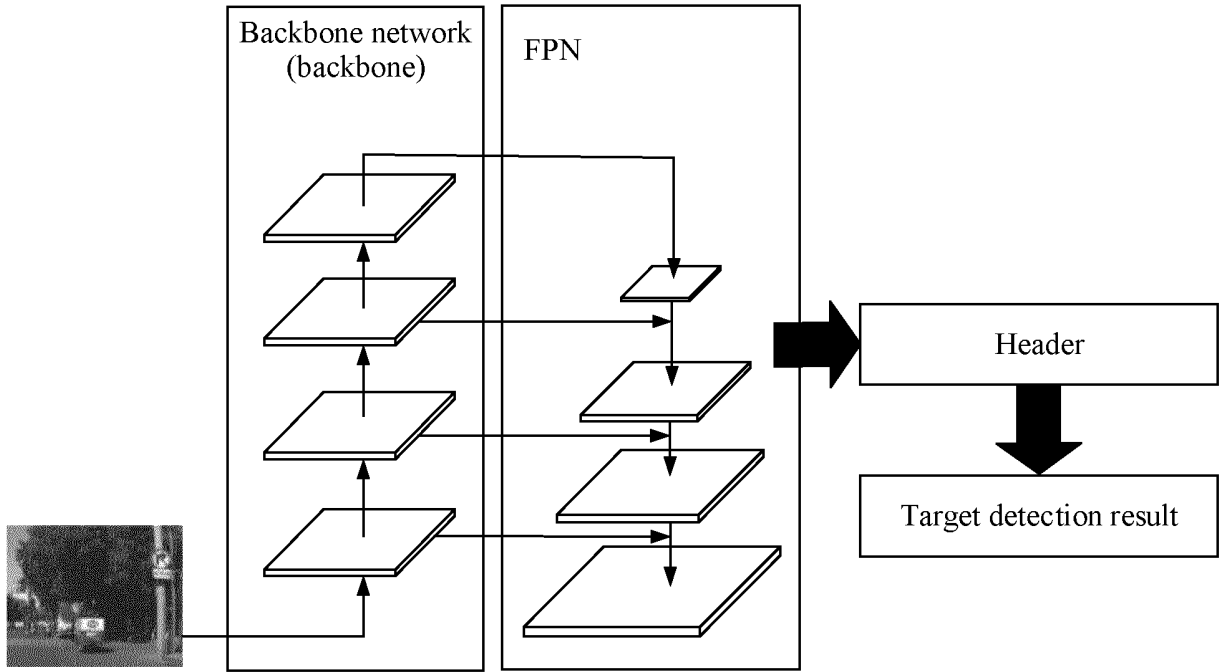 Backbone network
(backbone)
FPN
Header
Target detection result